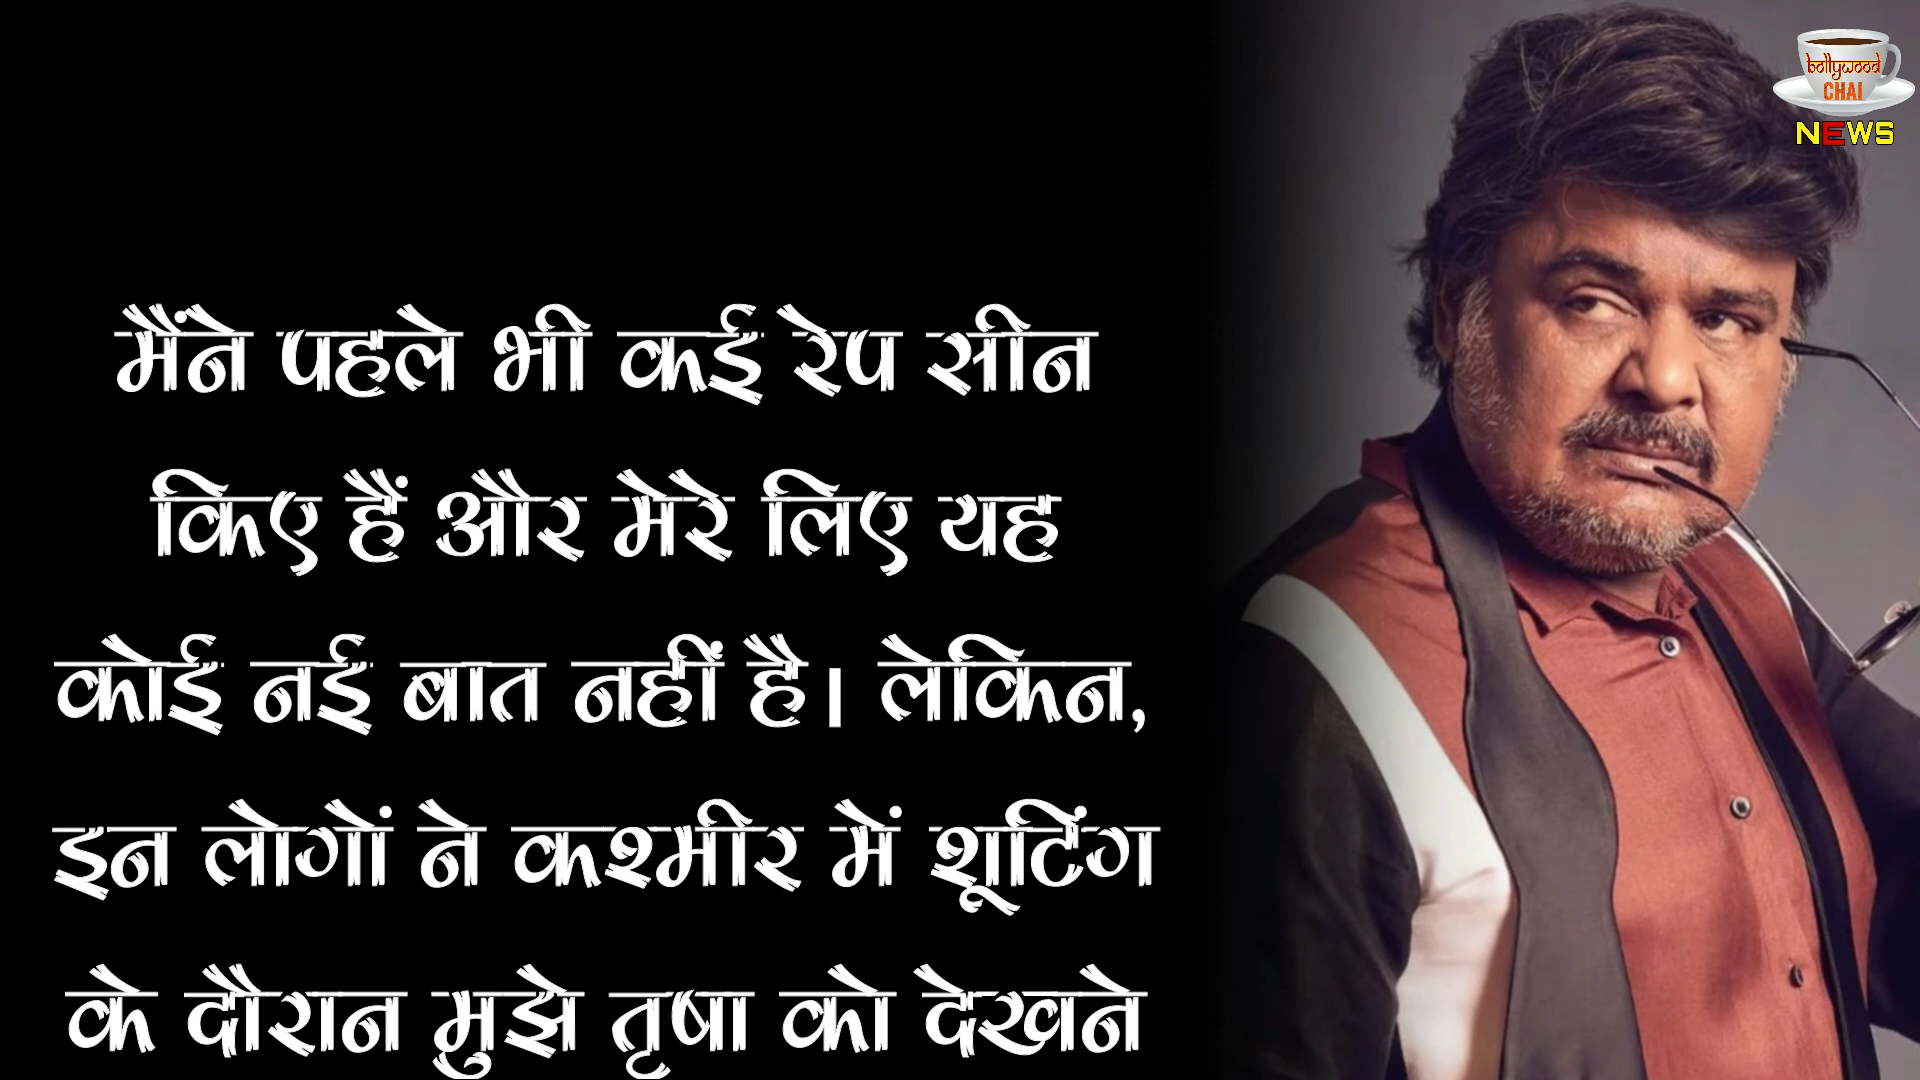 bollywood
CHAI
NEWS
मैंने पहले भी कई रेप सीन
किए हैं और मेरे लिए यह
कोई नई बात नहीं है। लेकिन,
इन लोगों ने कश्मीर में शूटिंग
के दौरान मुझे तृषा को देखने